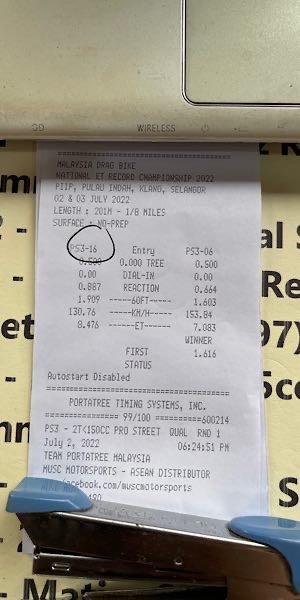 WIRELESS
MALAYSIA DRAG BIKE
NATIONAL ET RECORD CHAMPIONSHIP 2022
PIIP, PULAU INDAH, KLANG, SELANGOR
02 & 03 JULY 2022
LENGTH : 201M - 1/8 MILES
SURFACE : NO-PREP
PS3-16 Entry PS3-06
0.500 0.000 TREE 0.500
0.00 DIAL-IN 0.00
0.887 REACTION 0.664
1.909 -----60FT----- 1.603
130.76 -----KM/H----- 153.84
8.476 ------ET------ 7.083
WINNER
FIRST 1.616
STATUS
Autostart Disabled
PORTATREE TIMING SYSTEMS, INC.
================ 99/100 ==========600214
PS3 - 2TK150CC PRO STREET DUAL RND 1
July 2, 2022 06:24:51 PM
TEAM PORTATREE MALAYSIA
MUSC MOTORSPORTS - ASEAN DISTRIBUTOR
facebook.com/muscmotorsports